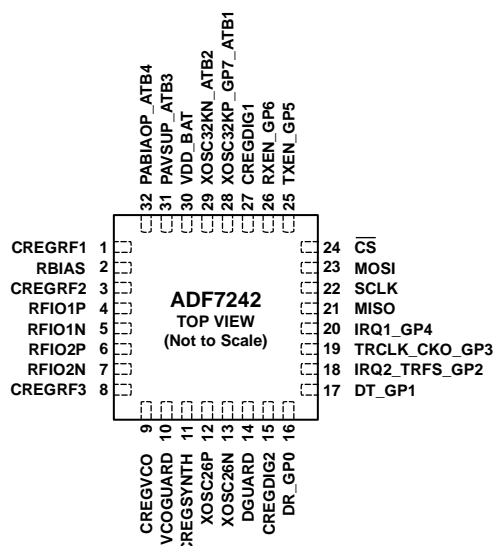 32 PABIAOP_ATB4
31 PAVSUP_ATB3
30 VDD_BAT
29 XOSC32KN_ATB2
28 XOSC32KP_GP7_ATB1
27 CREGDIG1
26 RXEN_GP6
25 TXEN_GP5
CREGRF1 1
RBIAS 2
CREGRF2 3
RFIO1P 4
RFIO1N 5
RFIO2P 6
RFIO2N 7
CREGRF3 8
ADF7242
TOP VIEW
(Not to Scale)
24 CS
23 MOSI
22 SCLK
21 MISO
20 IRQ1_GP4
19 TRCLK_CKO_GP3
18 IRQ2_TRFS_GP2
17 DT_GP1
CREGVCO 9
VCOGUARD 10
CREGSYNTH 11
XOSC26P 12
XOSC26N 13
DGUARD 14
CREGDIG2 15
DR_GP0 16